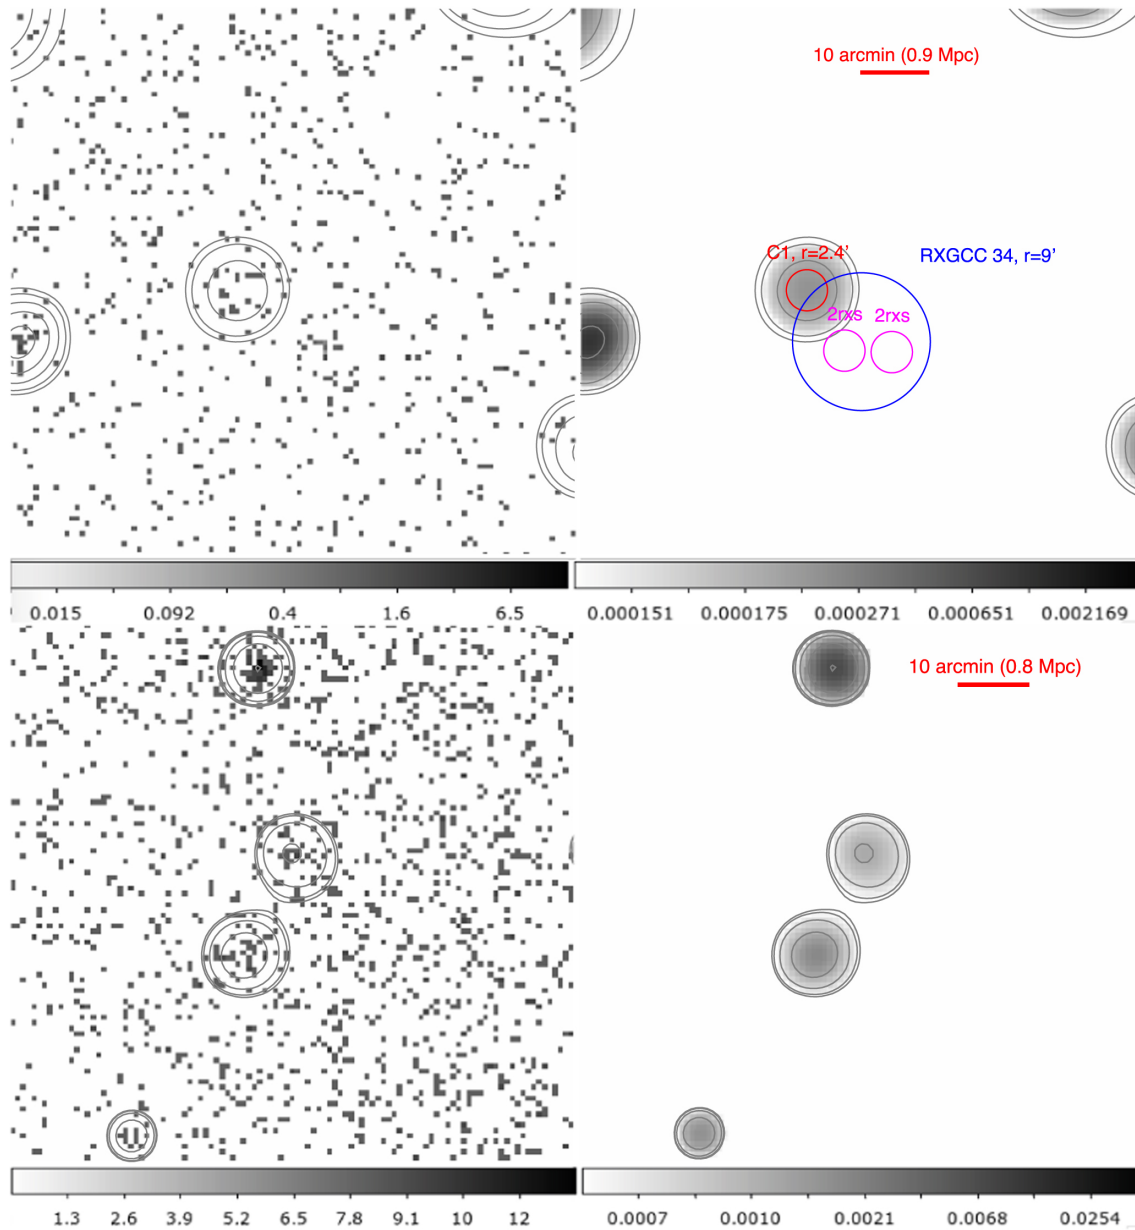 10 arcmin (0.9 Mpc)
C1, r=2.4'
RXGCC 34, r=9'
2rxs 2rxs
0.015 0.092 0.4 1.6 6.5
0.000151 0.000175 0.000271 0.000651 0.002169
10 arcmin (0.8 Mpc)
1.3 2.6 3.9 5.2 6.5 7.8 9.1 10 12
0.0007 0.0010 0.0021 0.0068 0.0254